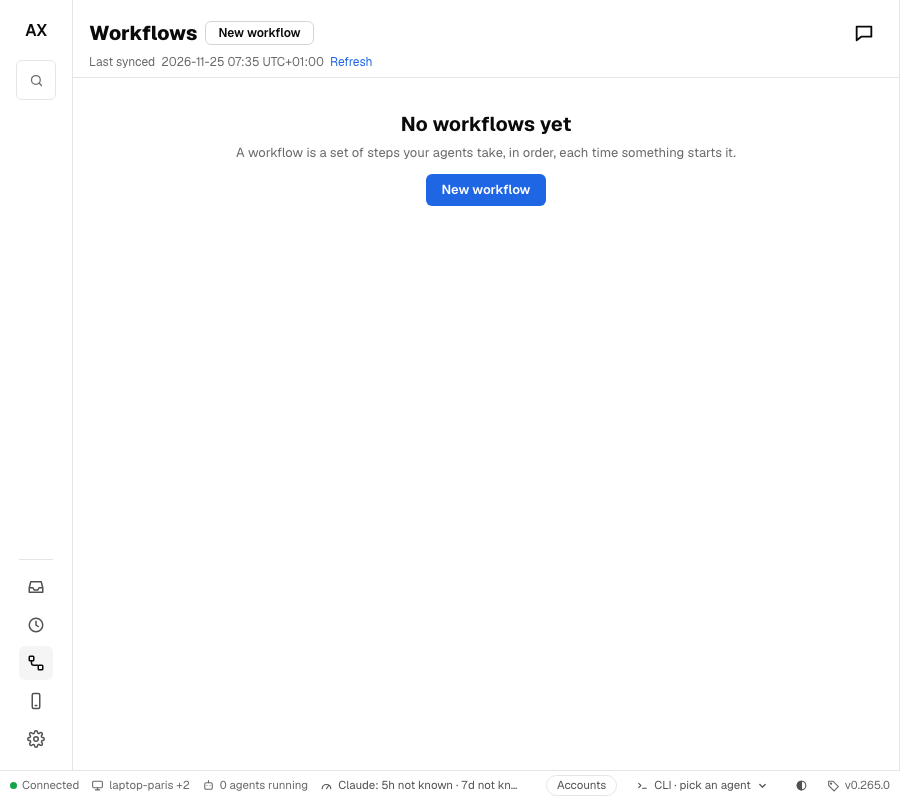 AX
Workflows
New workflow
Last synced 2026-11-25 07:35 UTC+01:00 Refresh
No workflows yet
A workflow is a set of steps your agents take, in order, each time something starts it.
New workflow
Connected
laptop-paris +2
0 agents running
Claude: 5h not known · 7d not kn...
Accounts
CLI · pick an agent
v0.265.0